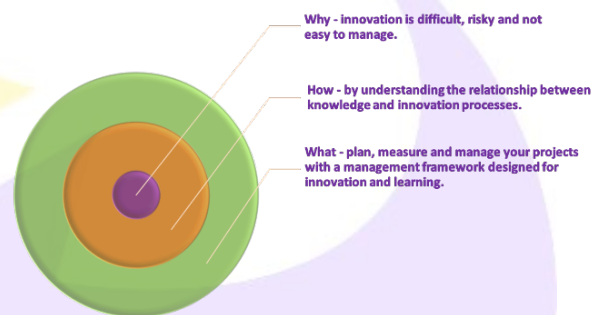 Why - innovation is difficult, risky and not
easy to manage.
How - by understanding the relationship between
knowledge and innovation processes.
What - plan, measure and manage your projects
with a management framework designed for
innovation and learning.